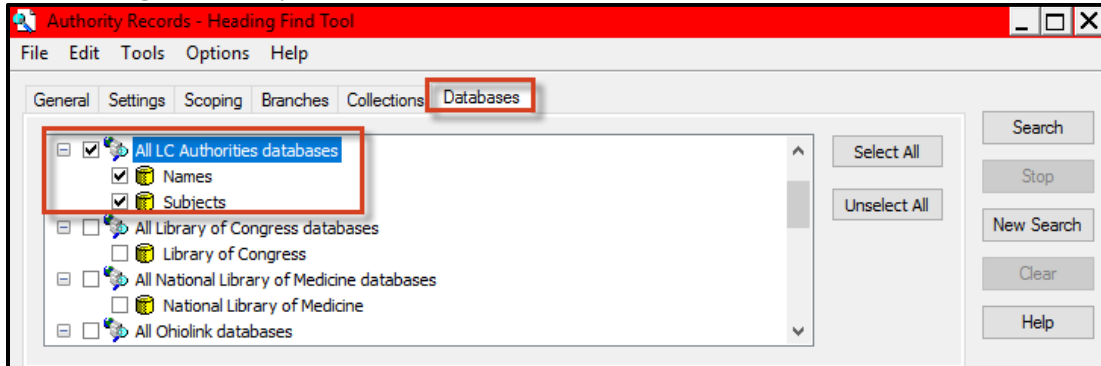 Authority Records - Heading Find Tool
File Edit Tools Options Help
General Settings Scoping Branches Collections Databases
All LC Authorities databases
Names
Subjects
All Library of Congress databases
Library of Congress
All National Library of Medicine databases
National Library of Medicine
All Ohiolink databases
Select All
Unselect All
Search
Stop
New Search
Clear
Help